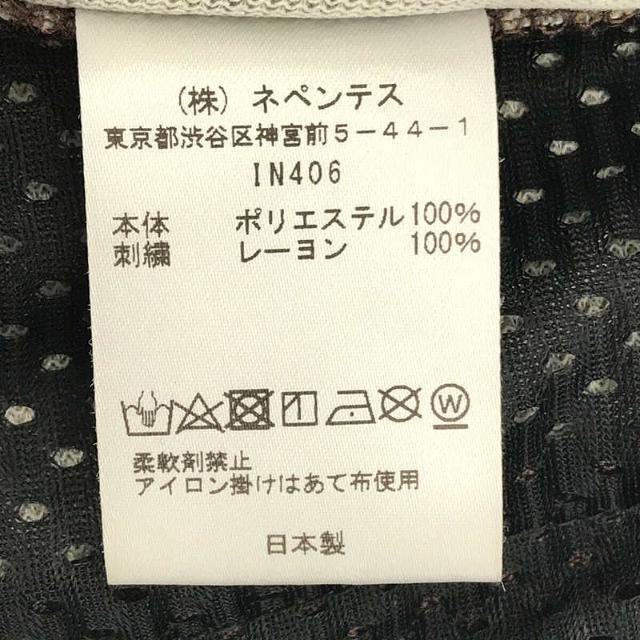 (株) ネペンテス
東京都渋谷区神宮前5-44-1
IN406
本体 ポリエステル100%
刺繍 レーヨン 100%
W
柔軟剤禁止
アイロン掛けはあて布使用
日本製